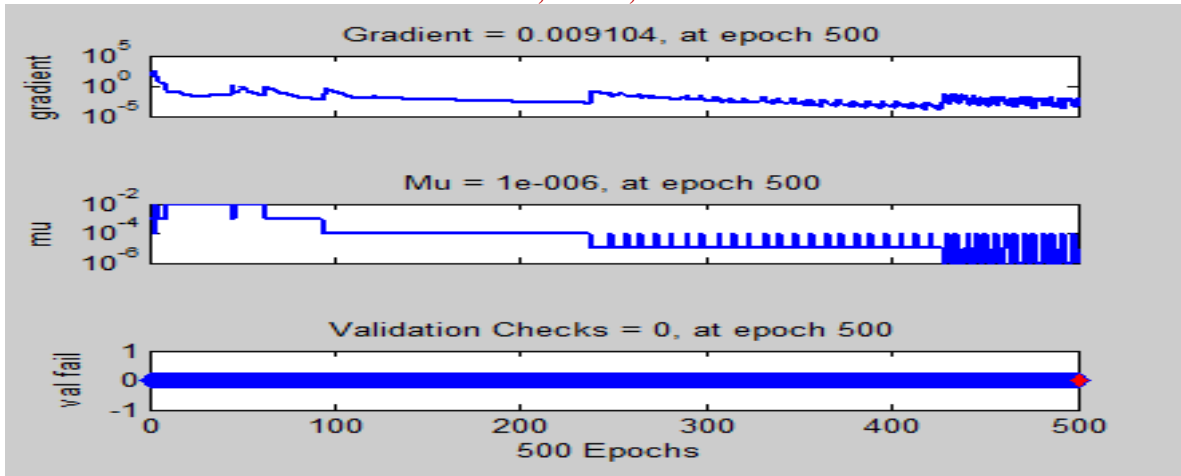 Gradient = 0.009104, at epoch 500
10^5
10^0
10^-5
gradient
Mu = 1e-006, at epoch 500
10^-2
10^-4
10^-6
mu
Validation Checks = 0, at epoch 500
1
0
-1
val fail
0 100 200 300 400 500
500 Epochs